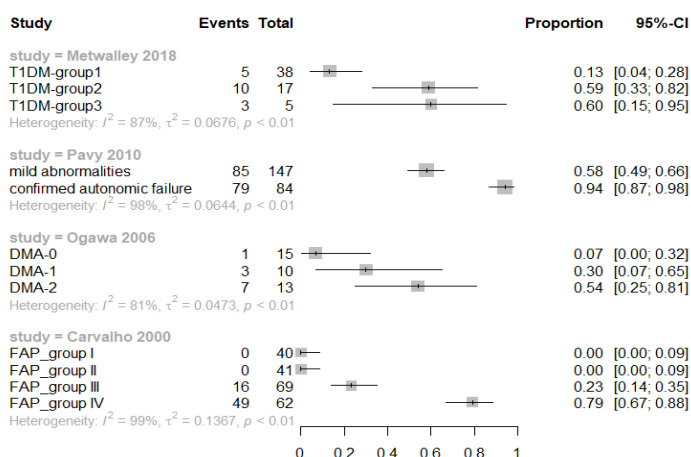 Study Events Total Proportion 95%-CI
study = Metwalley 2018
T1DM-group1 5 38 0.13 [0.04; 0.28]
T1DM-group2 10 17 0.59 [0.33; 0.82]
T1DM-group3 3 5 0.60 [0.15; 0.95]
Heterogeneity: I² = 87%, τ² = 0.0676, p < 0.01
study = Pavy 2010
mild abnormalities 85 147 0.58 [0.49; 0.66]
confirmed autonomic failure 79 84 0.94 [0.87; 0.98]
Heterogeneity: I² = 98%, τ² = 0.0644, p < 0.01
study = Ogawa 2006
DMA-0 1 15 0.07 [0.00; 0.32]
DMA-1 3 10 0.30 [0.07; 0.65]
DMA-2 7 13 0.54 [0.25; 0.81]
Heterogeneity: I² = 81%, τ² = 0.0473, p < 0.01
study = Carvalho 2000
FAP_group I 0 40 0.00 [0.00; 0.09]
FAP_group II 0 41 0.00 [0.00; 0.09]
FAP_group III 16 69 0.23 [0.14; 0.35]
FAP_group IV 49 62 0.79 [0.67; 0.88]
Heterogeneity: I² = 99%, τ² = 0.1367, p < 0.01
0 0.2 0.4 0.6 0.8 1